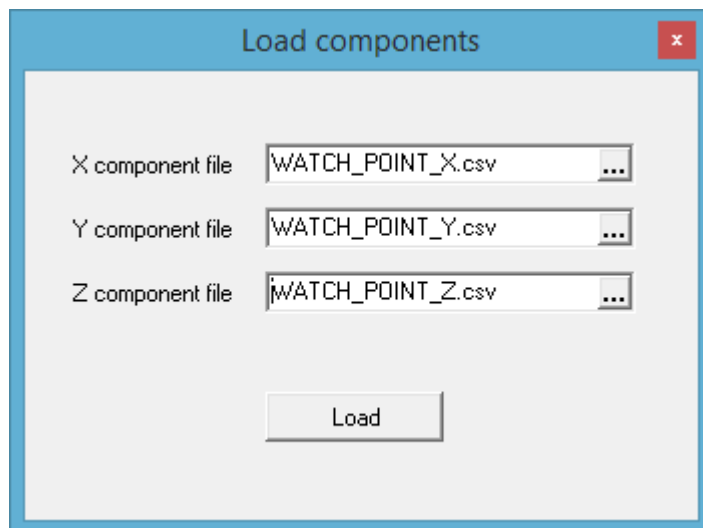 Load components
x
X component file WATCH_POINT_X.csv ...
Y component file WATCH_POINT_Y.csv ...
Z component file WATCH_POINT_Z.csv ...
Load